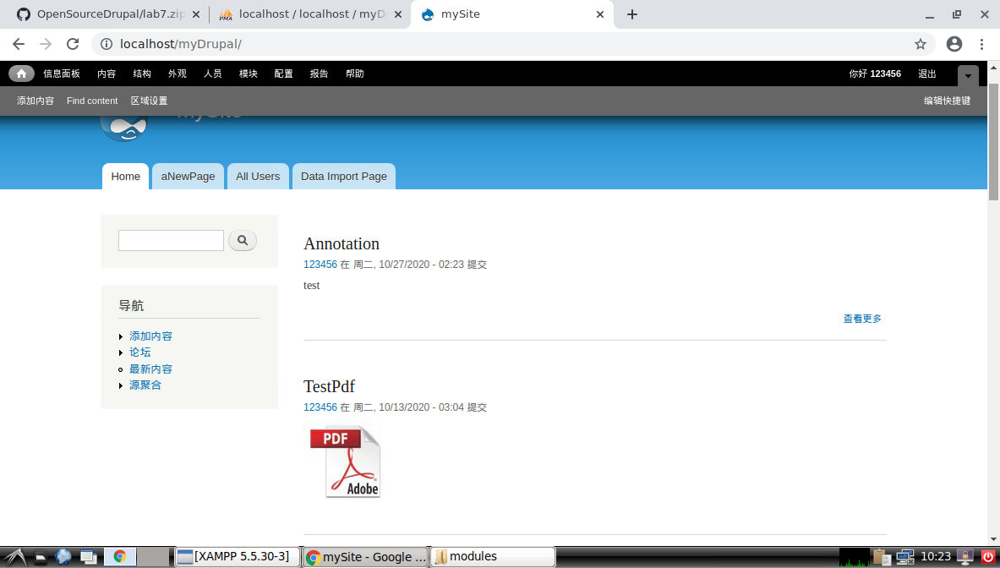 OpenSourceDrupal/lab7.zip
localhost / localhost / myD
mySite
localhost/myDrupal/
信息面板 内容 结构 外观 人员 模块 配置 报告 帮助 你好 123456 退出
添加内容 Find content 区域设置 编辑快捷键
mySite
Home aNewPage All Users Data Import Page
Annotation
123456 在 周二, 10/27/2020 - 02:23 提交
test
查看更多
导航
添加内容
论坛
最新内容
源聚合
TestPdf
123456 在 周二, 10/13/2020 - 03:04 提交
PDF
Adobe
[XAMPP 5.5.30-3] mySite - Google ... modules 10:23